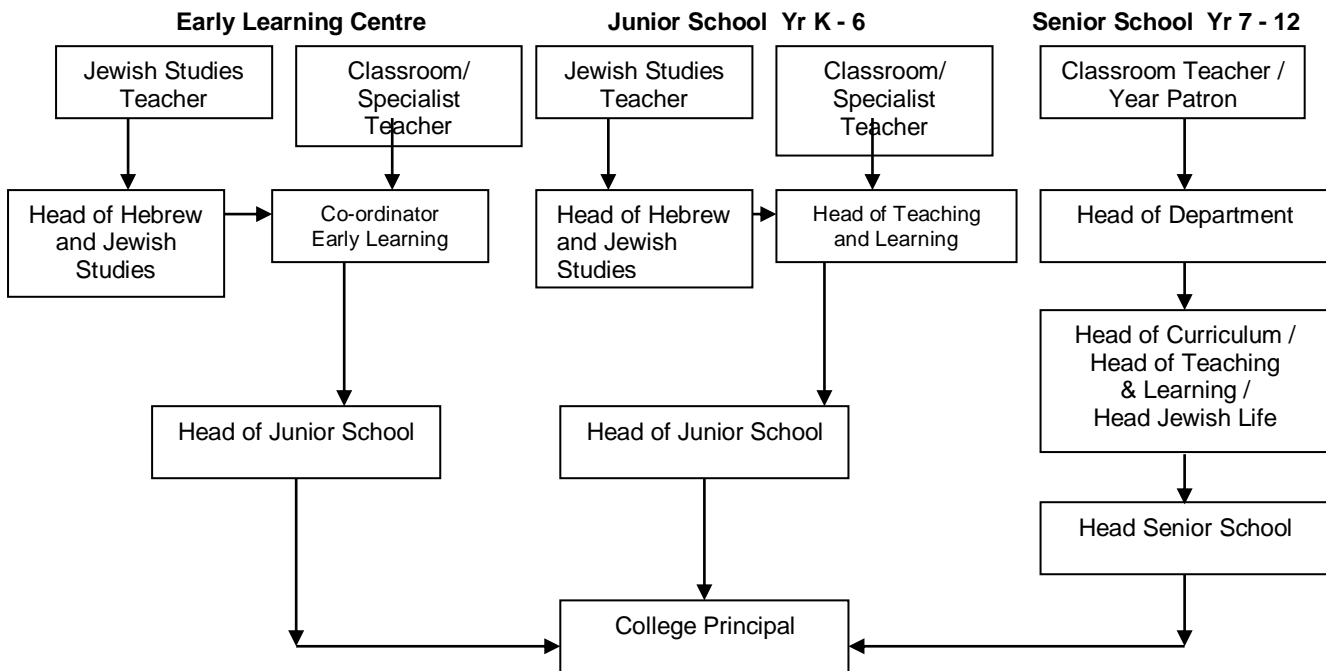 Early Learning Centre
Junior School Yr K - 6
Senior School Yr 7 - 12
Jewish Studies
Teacher
Classroom/
Specialist
Teacher
Jewish Studies
Teacher
Classroom/
Specialist
Teacher
Classroom Teacher /
Year Patron
Head of Hebrew
and Jewish
Studies
Co-ordinator
Early Learning
Head of Hebrew
and Jewish
Studies
Head of Teaching
and Learning
Head of Department
Head of Curriculum /
Head of Teaching
& Learning /
Head Jewish Life
Head of Junior School
Head of Junior School
Head Senior School
College Principal